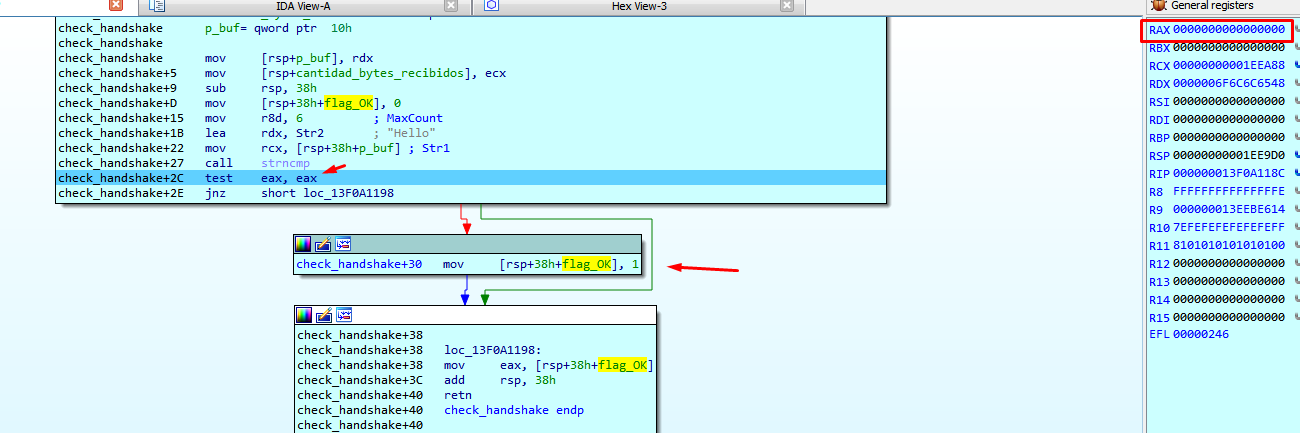 IDA View-A
Hex View-3
General registers
check_handshake p_buf= qword ptr 10h
check_handshake
check_handshake mov [rsp+p_buf], rdx
check_handshake+5 mov [rsp+cantidad_bytes_recibidos], ecx
check_handshake+9 sub rsp, 38h
check_handshake+D mov [rsp+38h+flag_OK], 0
check_handshake+15 mov r8d, 6 ; MaxCount
check_handshake+1B lea rdx, Str2 ; "Hello"
check_handshake+22 mov rcx, [rsp+38h+p_buf] ; Str1
check_handshake+27 call strncmp
check_handshake+2C test eax, eax
check_handshake+2E jnz short loc_13F0A1198
check_handshake+30 mov [rsp+38h+flag_OK], 1
check_handshake+38
check_handshake+38 loc_13F0A1198:
check_handshake+38 mov eax, [rsp+38h+flag_OK]
check_handshake+3C add rsp, 38h
check_handshake+40 retn
check_handshake+40 check_handshake endp
check_handshake+40
RAX 0000000000000000
RBX 0000000000000000
RCX 00000000001EEA88
RDX 0000006F6C6C6548
RSI 0000000000000000
RDI 0000000000000000
RBP 0000000000000000
RSP 00000000001EE9D0
RIP 000000013F0A118C
R8 FFFFFFFFFFFFFFFE
R9 000000013EEBE614
R10 7EFEFEFEFEFEFEFF
R11 8101010101010100
R12 0000000000000000
R13 0000000000000000
R14 0000000000000000
R15 0000000000000000
EFL 00000246